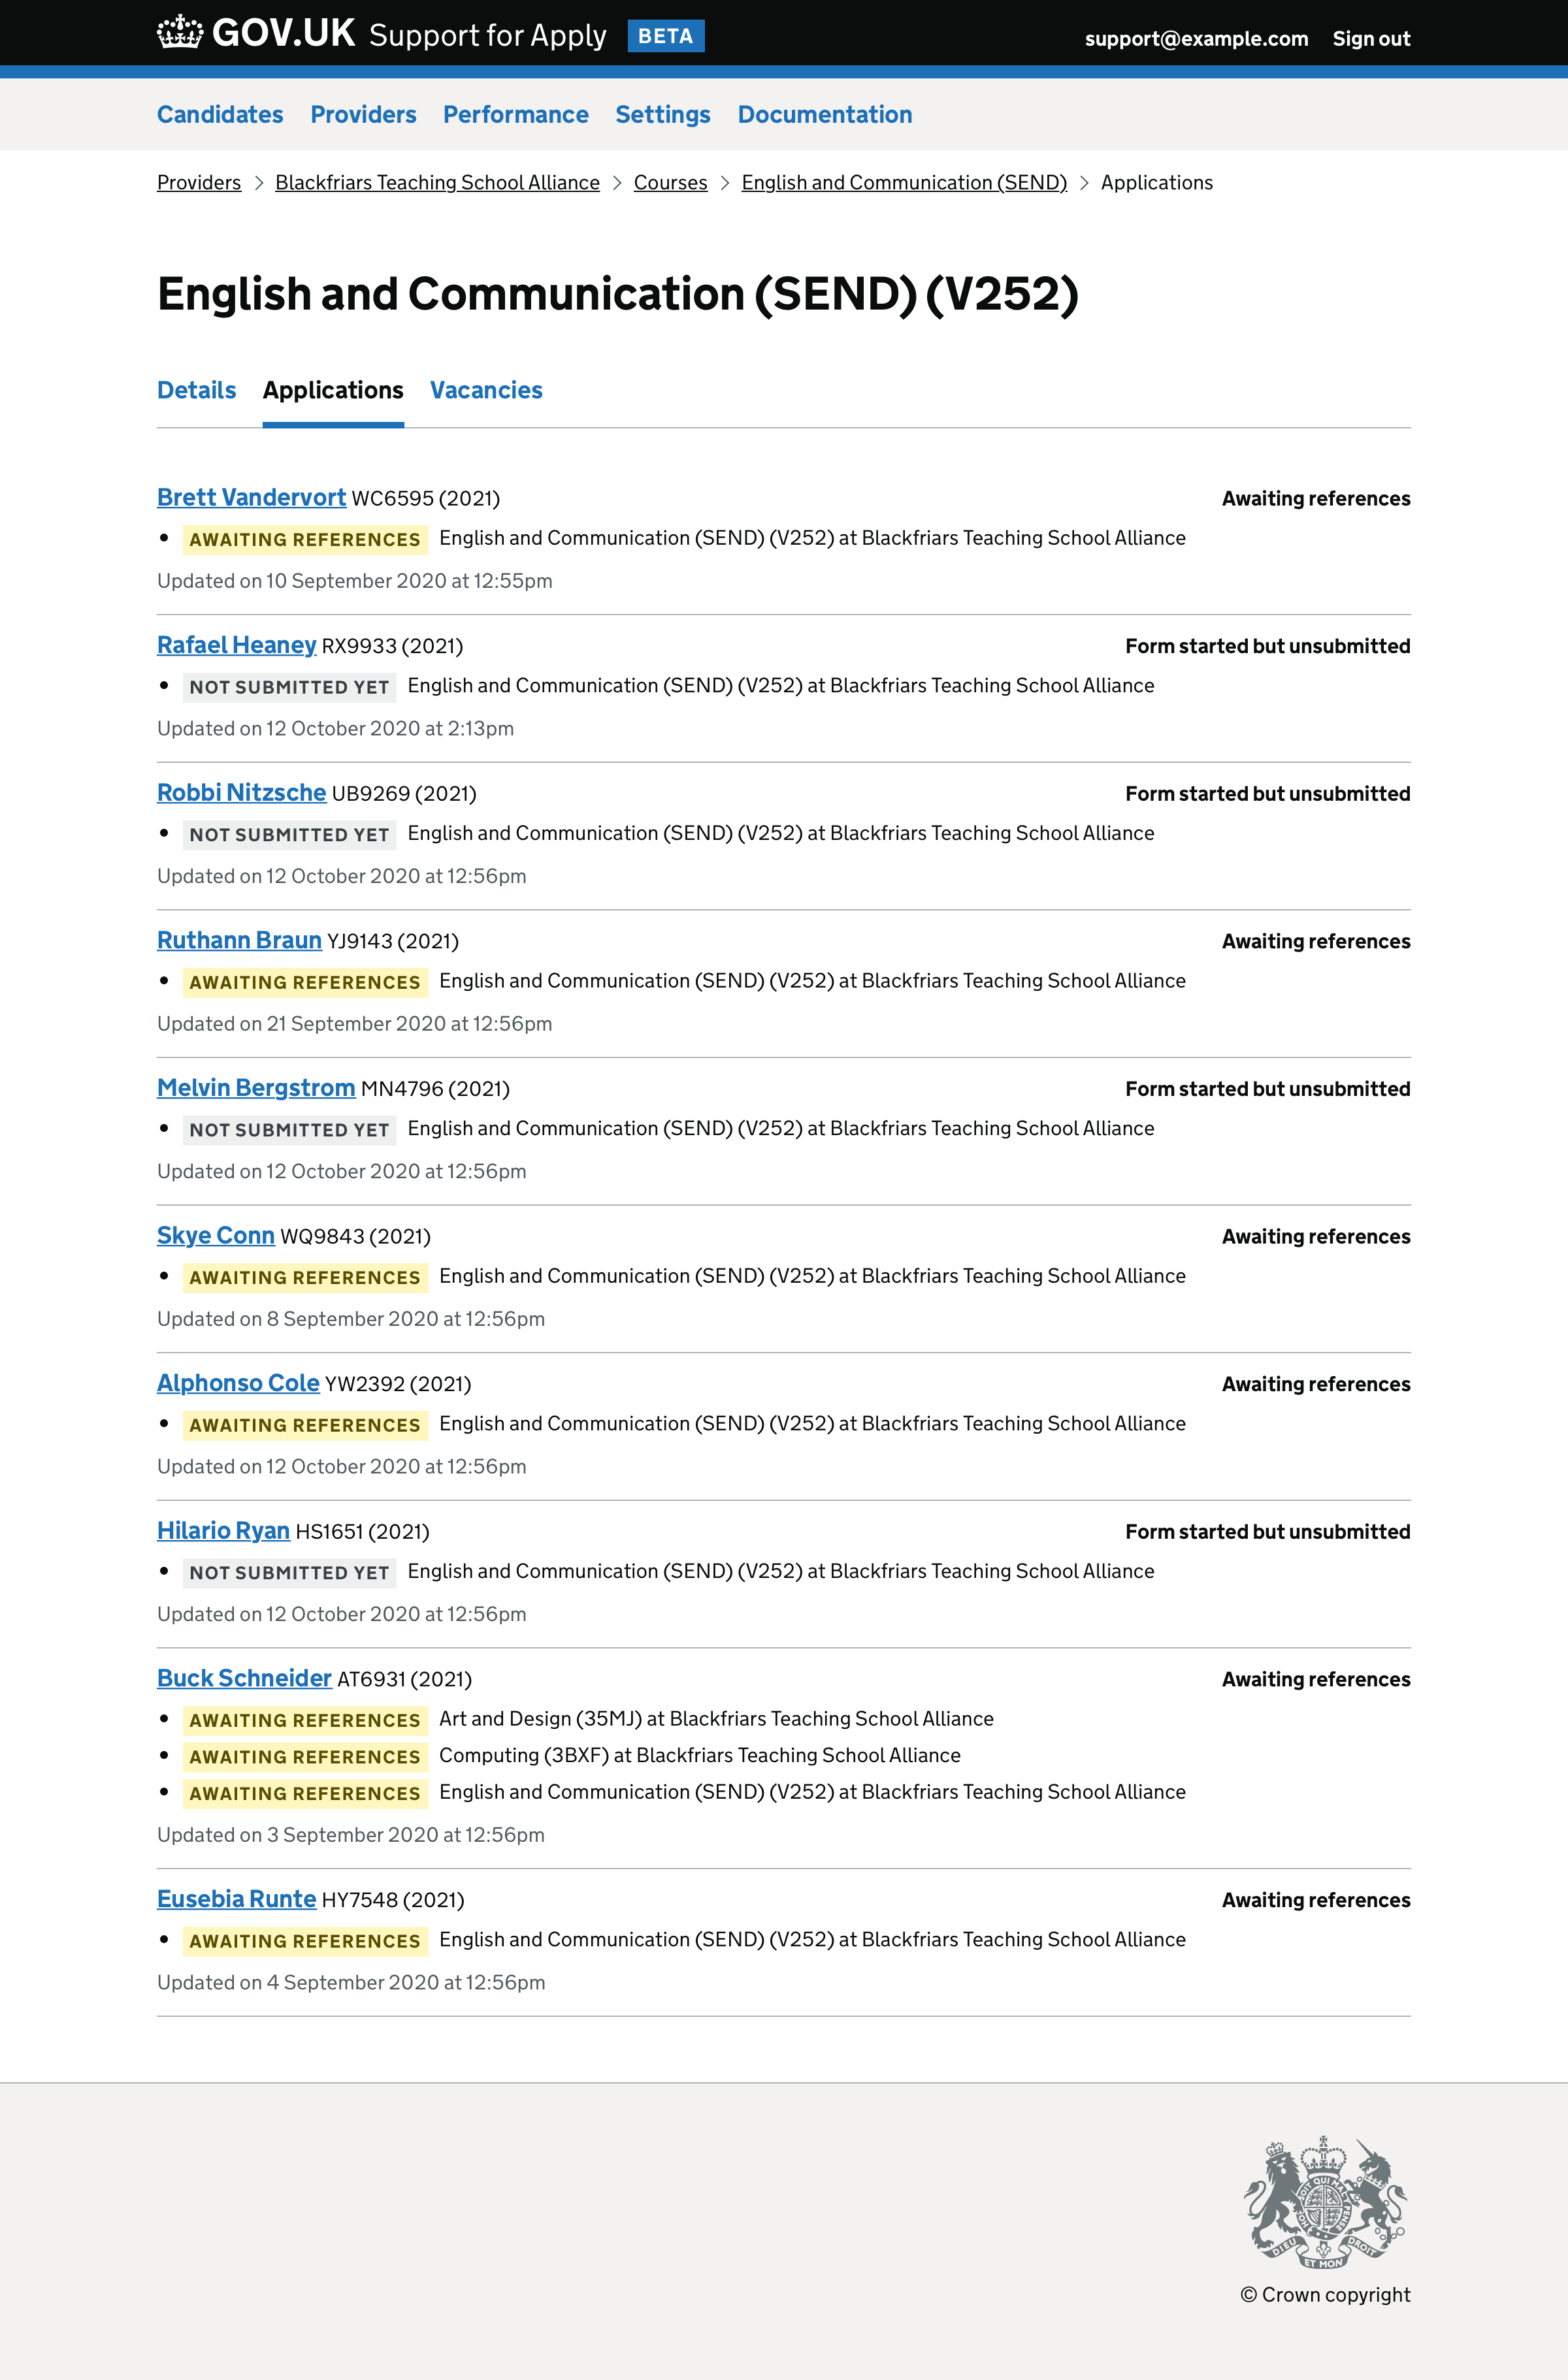 GOV.UK Support for Apply BETA support@example.com Sign out
Candidates Providers Performance Settings Documentation
Providers > Blackfriars Teaching School Alliance > Courses > English and Communication (SEND) > Applications
English and Communication (SEND) (V252)
Details Applications Vacancies
Brett Vandervort WC6595 (2021) Awaiting references
• AWAITING REFERENCES English and Communication (SEND) (V252) at Blackfriars Teaching School Alliance
Updated on 10 September 2020 at 12:55pm
Rafael Heaney RX9933 (2021) Form started but unsubmitted
• NOT SUBMITTED YET English and Communication (SEND) (V252) at Blackfriars Teaching School Alliance
Updated on 12 October 2020 at 2:13pm
Robbi Nitzsche UB9269 (2021) Form started but unsubmitted
• NOT SUBMITTED YET English and Communication (SEND) (V252) at Blackfriars Teaching School Alliance
Updated on 12 October 2020 at 12:56pm
Ruthann Braun YJ9143 (2021) Awaiting references
• AWAITING REFERENCES English and Communication (SEND) (V252) at Blackfriars Teaching School Alliance
Updated on 21 September 2020 at 12:56pm
Melvin Bergstrom MN4796 (2021) Form started but unsubmitted
• NOT SUBMITTED YET English and Communication (SEND) (V252) at Blackfriars Teaching School Alliance
Updated on 12 October 2020 at 12:56pm
Skye Conn WQ9843 (2021) Awaiting references
• AWAITING REFERENCES English and Communication (SEND) (V252) at Blackfriars Teaching School Alliance
Updated on 8 September 2020 at 12:56pm
Alphonso Cole YW2392 (2021) Awaiting references
• AWAITING REFERENCES English and Communication (SEND) (V252) at Blackfriars Teaching School Alliance
Updated on 12 October 2020 at 12:56pm
Hilario Ryan HS1651 (2021) Form started but unsubmitted
• NOT SUBMITTED YET English and Communication (SEND) (V252) at Blackfriars Teaching School Alliance
Updated on 12 October 2020 at 12:56pm
Buck Schneider AT6931 (2021) Awaiting references
• AWAITING REFERENCES Art and Design (35MJ) at Blackfriars Teaching School Alliance
• AWAITING REFERENCES Computing (3BXF) at Blackfriars Teaching School Alliance
• AWAITING REFERENCES English and Communication (SEND) (V252) at Blackfriars Teaching School Alliance
Updated on 3 September 2020 at 12:56pm
Eusebia Runte HY7548 (2021) Awaiting references
• AWAITING REFERENCES English and Communication (SEND) (V252) at Blackfriars Teaching School Alliance
Updated on 4 September 2020 at 12:56pm
DIEU ET MON DROIT
© Crown copyright